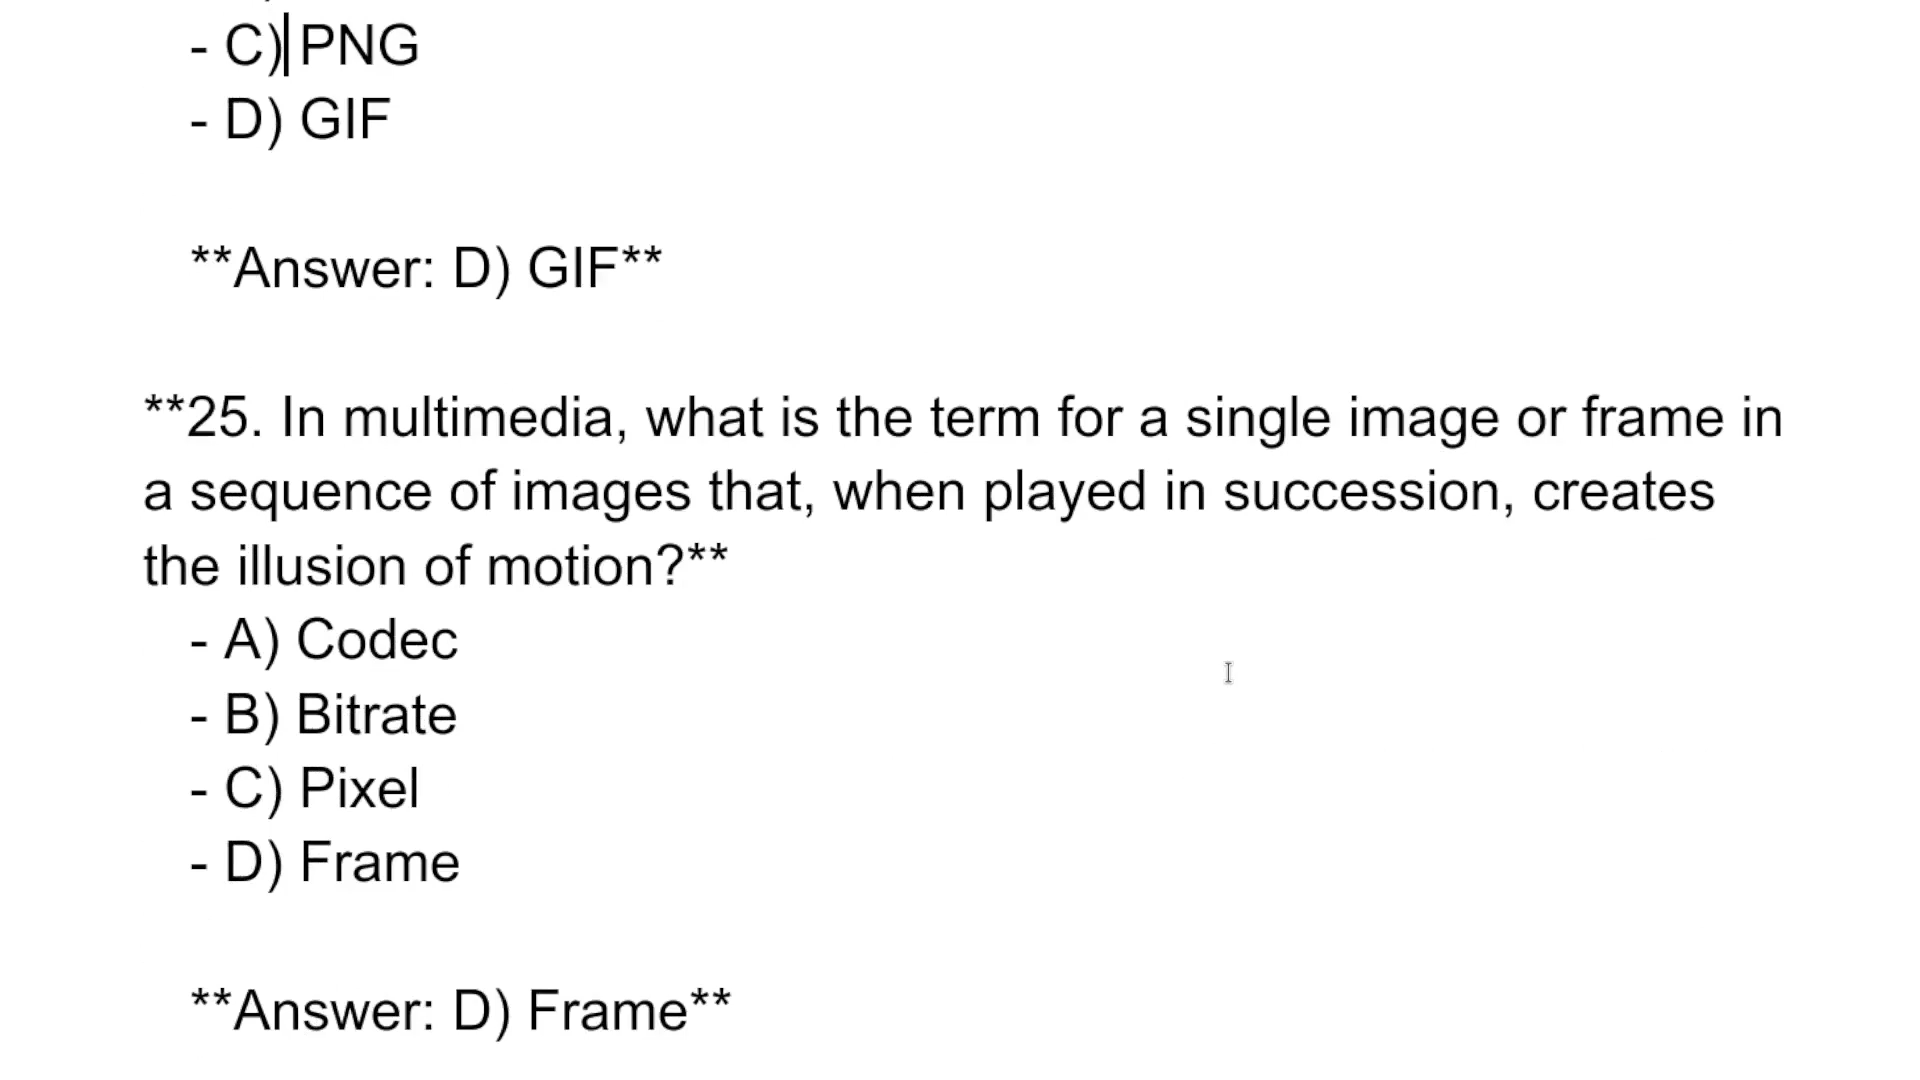 - C) PNG
- D) GIF
**Answer: D) GIF**
**25. In multimedia, what is the term for a single image or frame in
a sequence of images that, when played in succession, creates
the illusion of motion?**
- A) Codec
- B) Bitrate
- C) Pixel
- D) Frame
**Answer: D) Frame**